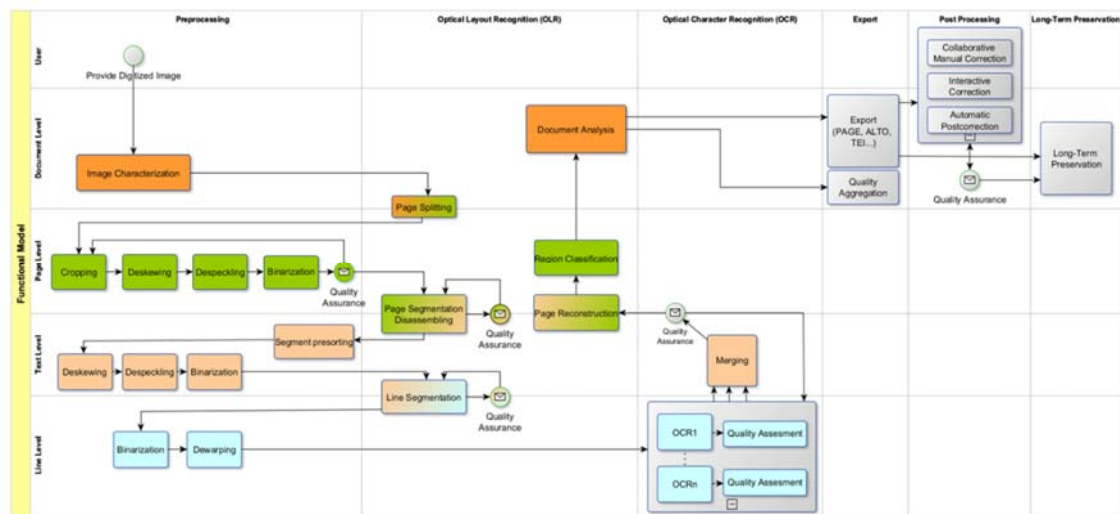 Preprocessing
Optical Layout Recognition (OLR)
Optical Character Recognition (OCR)
Export
Post Processing
Long-Term Preservation
Functional Model
User
Provide Digitized Image
Collaborative
Manual Correction
Interactive
Correction
Automatic
Postcorrection
Document Level
Image Characterization
Page Splitting
Document Analysis
Export
(PAGE, ALTO,
TEI...)
Quality
Aggregation
Quality Assurance
Long-Term
Preservation
Page Level
Cropping
Deskewing
Despeckling
Binarization
Quality
Assurance
Page Segmentation
Disassembling
Quality
Assurance
Region Classification
Page Reconstruction
Text Level
Segment presorting
Deskewing
Despeckling
Binarization
Quality
Assurance
Merging
Line Segmentation
Quality
Assurance
Line Level
Binarization
Dewarping
OCR1
Quality Assesment
OCRn
Quality Assesment